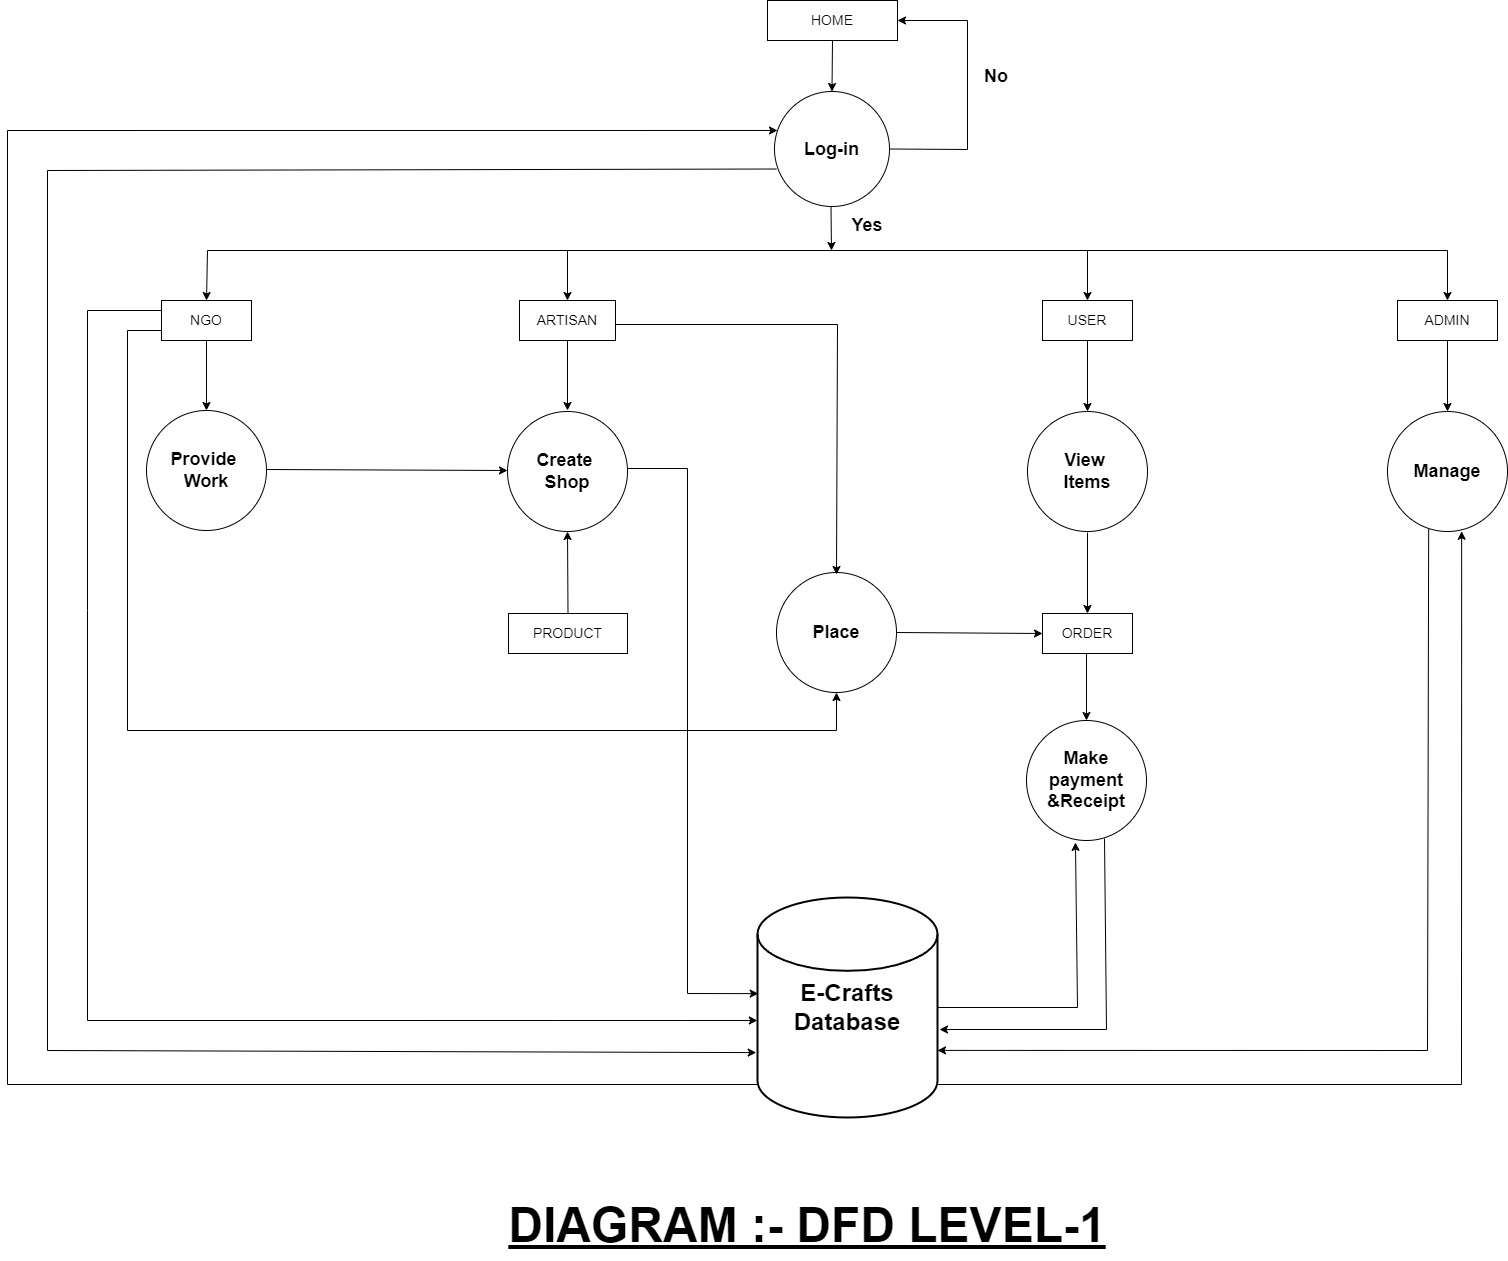 HOME
No
Log-in
Yes
NGO
ARTISAN
USER
ADMIN
Provide
Work
Create
Shop
View
Items
Manage
PRODUCT
Place
ORDER
Make
payment
&Receipt
E-Crafts
Database
DIAGRAM :- DFD LEVEL-1